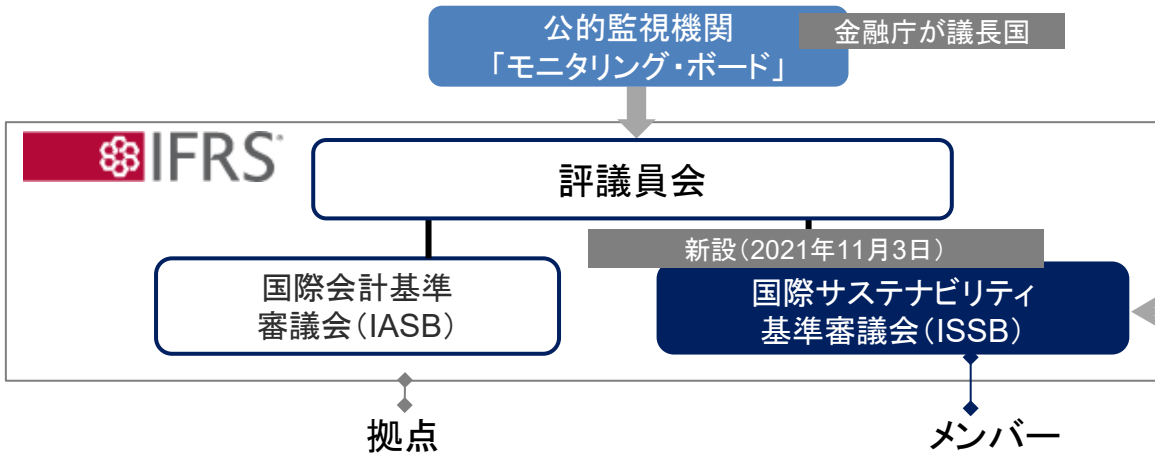 公的監視機関
「モニタリング・ボード」
金融庁が議長国
IFRS®
評議員会
新設（2021年11月3日）
国際会計基準
審議会（IASB）
国際サステナビリティ
基準審議会（ISSB）
拠点
メンバー